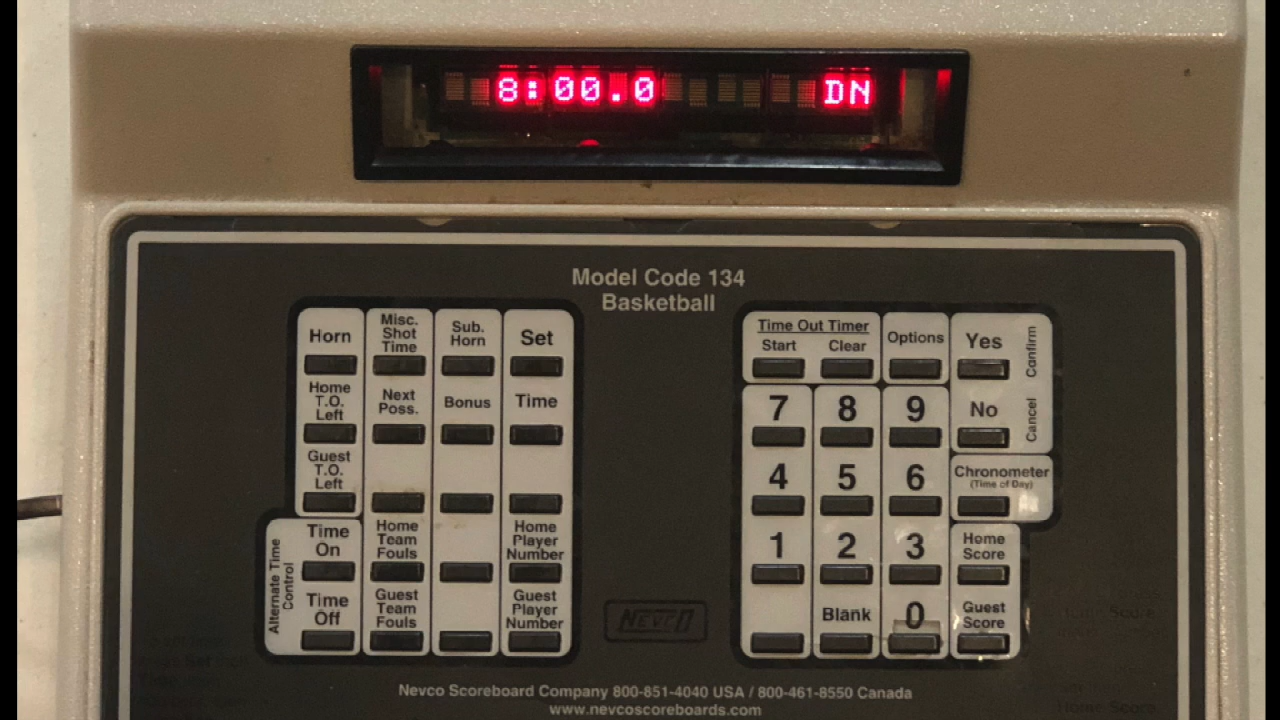 8:00.0 DN
Model Code 134
Basketball
Horn
Misc.
Shot
Time
Sub.
Horn
Set
Home
T.O.
Left
Next
Poss.
Bonus
Time
Guest
T.O.
Left
Alternate Time
Control
Time
On
Home
Team
Fouls
Home
Player
Number
Time
Off
Guest
Team
Fouls
Guest
Player
Number
NEVCO
Time Out Timer
Start Clear
Options
Yes
Confirm
7 8 9
No
Cancel
4 5 6
Chronometer
(Time of Day)
1 2 3
Home
Score
Blank
0
Guest
Score
Nevco Scoreboard Company 800-851-4040 USA / 800-461-8550 Canada
www.nevcoscoreboards.com
Home Score